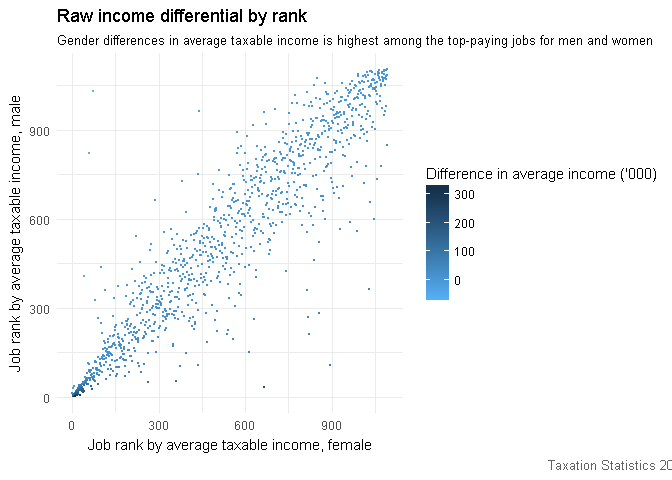 Raw income differential by rank
Gender differences in average taxable income is highest among the top-paying jobs for men and women
Job rank by average taxable income, male
900
600
300
0
0 300 600 900
Job rank by average taxable income, female
Difference in average income ('000)
300
200
100
0
Taxation Statistics 20